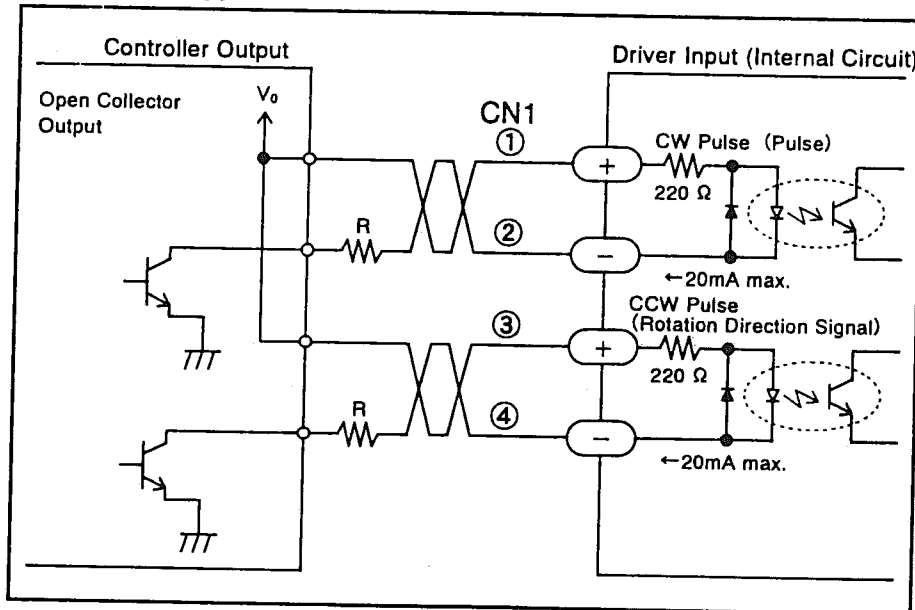 Controller Output
Driver Input (Internal Circuit)
Open Collector
Output
V₀
CN1
①
+
CW Pulse (Pulse)
220 Ω
R
②
−
←20mA max.
③
+
CCW Pulse
(Rotation Direction Signal)
220 Ω
R
④
−
←20mA max.